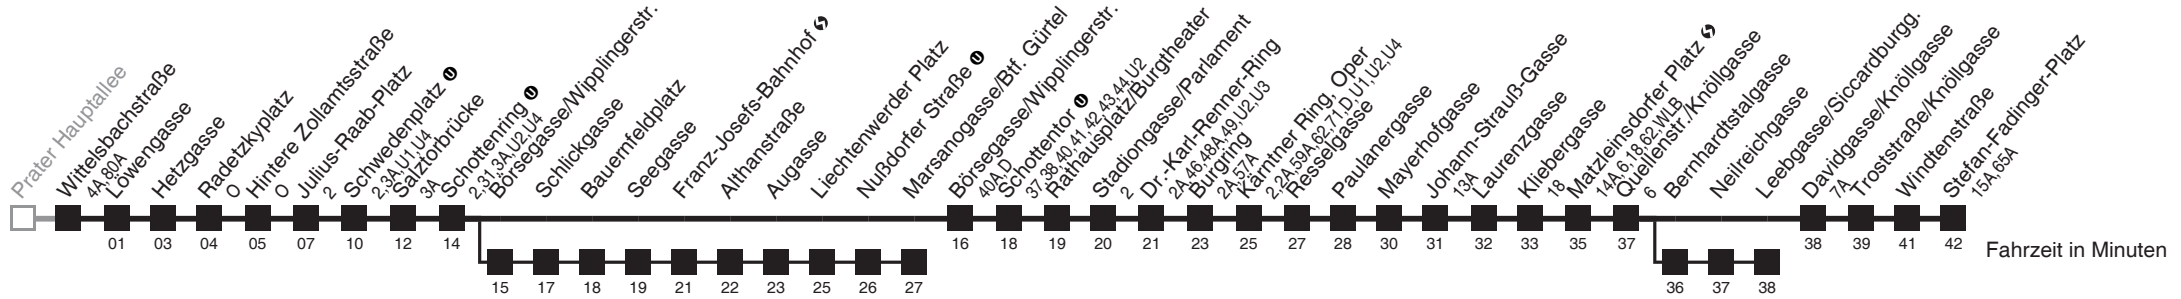 Prater Hauptallee
Wittelsbachstraße
4A,80A
Löwengasse
Hetzgasse
Radetzkyplatz
O
Hintere Zollamtsstraße
O
Julius-Raab-Platz
2
Schwedenplatz U
2,3A,U1,U4
Salztorbrücke
3A
Schottenring U
2,31,3A,U2,U4
Börsegasse/Wipplingerstr.
Schlickgasse
Bauernfeldplatz
Seegasse
Franz-Josefs-Bahnhof S
Althanstraße
Augasse
Liechtenwerder Platz
Nußdorfer Straße U
Marsanogasse/Btf. Gürtel
Börsegasse/Wipplingerstr.
40A,D
Schottentor U
37,38,40,41,42,43,44,U2
Rathausplatz/Burgtheater
Stadiongasse/Parlament
2
Dr.-Karl-Renner-Ring
2A,46,48A,49,U2,U3
Burgring
2A,57A
Kärntner Ring, Oper
2,2A,59A,62,71,D,U1,U2,U4
Resselgasse
Paulanergasse
Mayerhofgasse
Johann-Strauß-Gasse
13A
Laurenzgasse
Kliebergasse
18
Matzleinsdorfer Platz S
14A,6,18,62,WLB
Quellenstr./Knöllgasse
6
Bernhardtstalgasse
Neilreichgasse
Leebgasse/Siccardburgg.
Davidgasse/Knöllgasse
7A
Troststraße/Knöllgasse
Windtenstraße
Stefan-Fadinger-Platz
15A,65A
01 03 04 05 07 10 12 14 16 18 19 20 21 23 25 27 28 30 31 32 33 35 37 38 39 41 42
Fahrzeit in Minuten
15 17 18 19 21 22 23 25 26 27 36 37 38